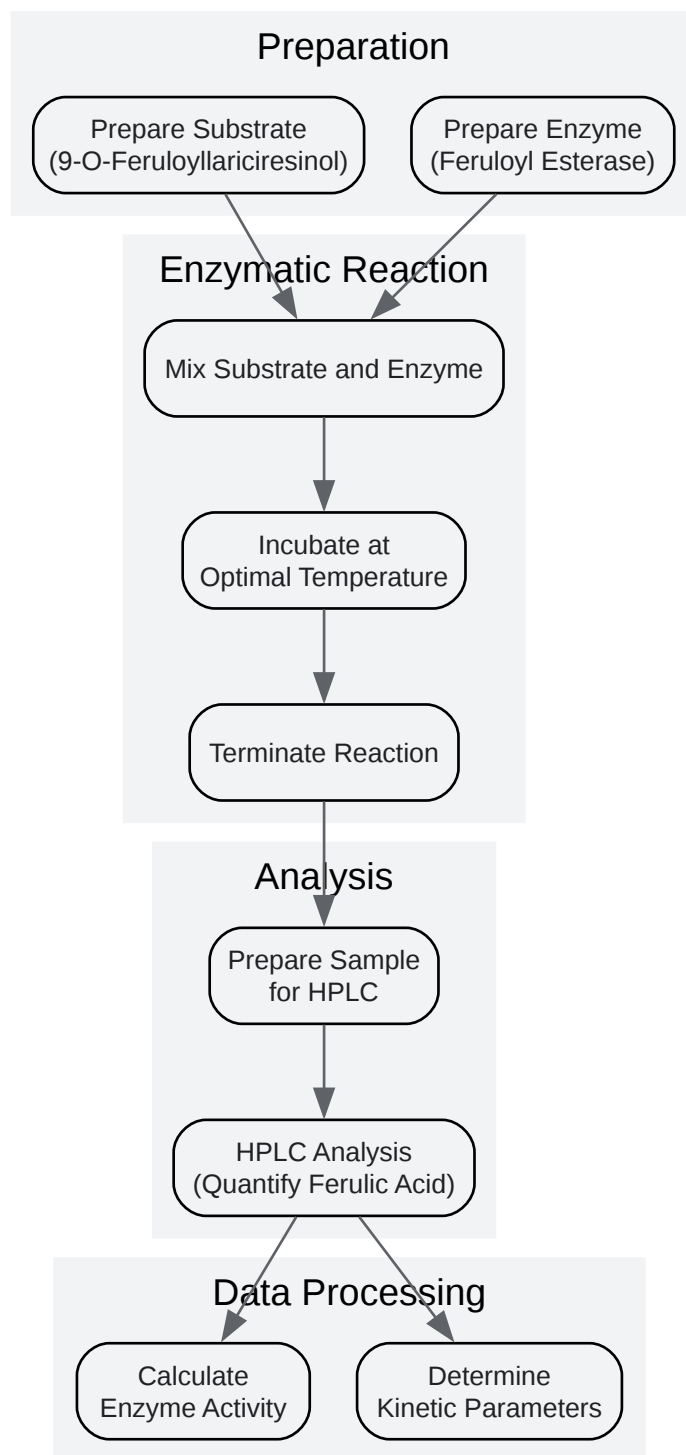 Preparation
Prepare Substrate
(9-O-Feruloyllariciresinol)
Prepare Enzyme
(Feruloyl Esterase)
Enzymatic Reaction
Mix Substrate and Enzyme
Incubate at
Optimal Temperature
Terminate Reaction
Analysis
Prepare Sample
for HPLC
HPLC Analysis
(Quantify Ferulic Acid)
Data Processing
Calculate
Enzyme Activity
Determine
Kinetic Parameters